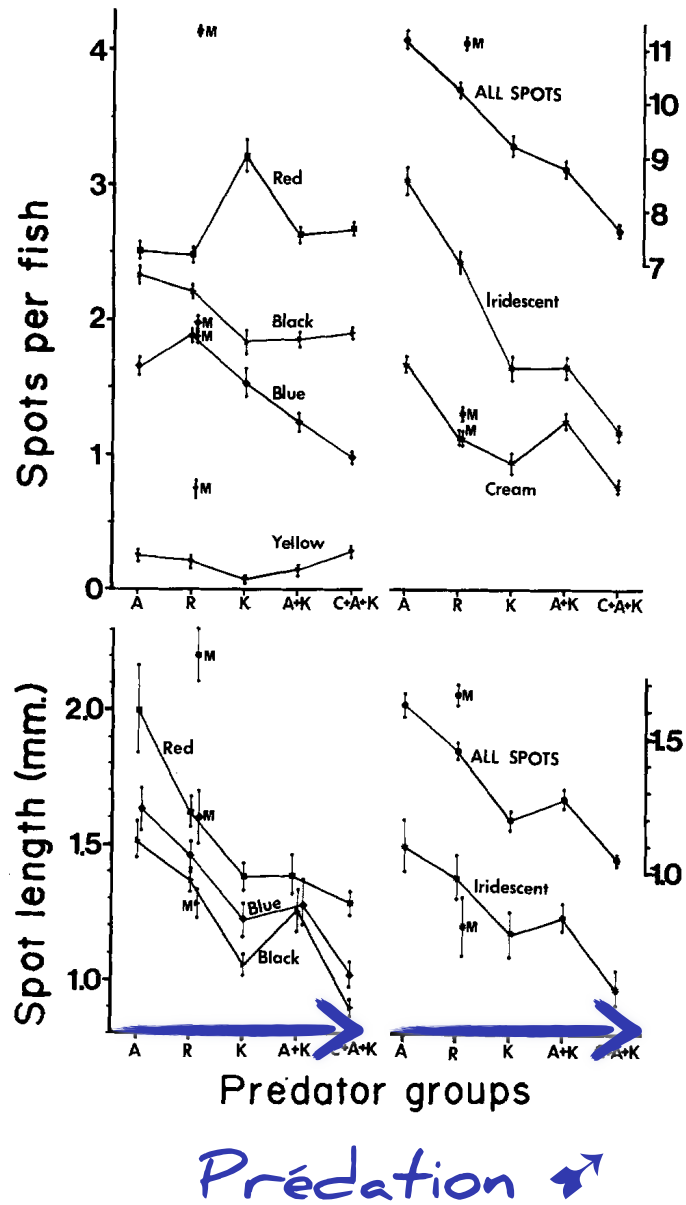 4
3
2
1
0
Spots per fish
M
Red
Black
M
M
Blue
M
Yellow
A R K A+K C+A+K
M
ALL SPOTS
11
10
9
8
7
Iridescent
M
M
Cream
A R K A+K C+A+K
2.0
1.5
1.0
Spot length (mm.)
M
Red
M
M
Blue
Black
A R K A+K C+A+K
M
ALL SPOTS
1.5
1.0
Iridescent
M
A R K A+K A+K
Predator groups
Prédation